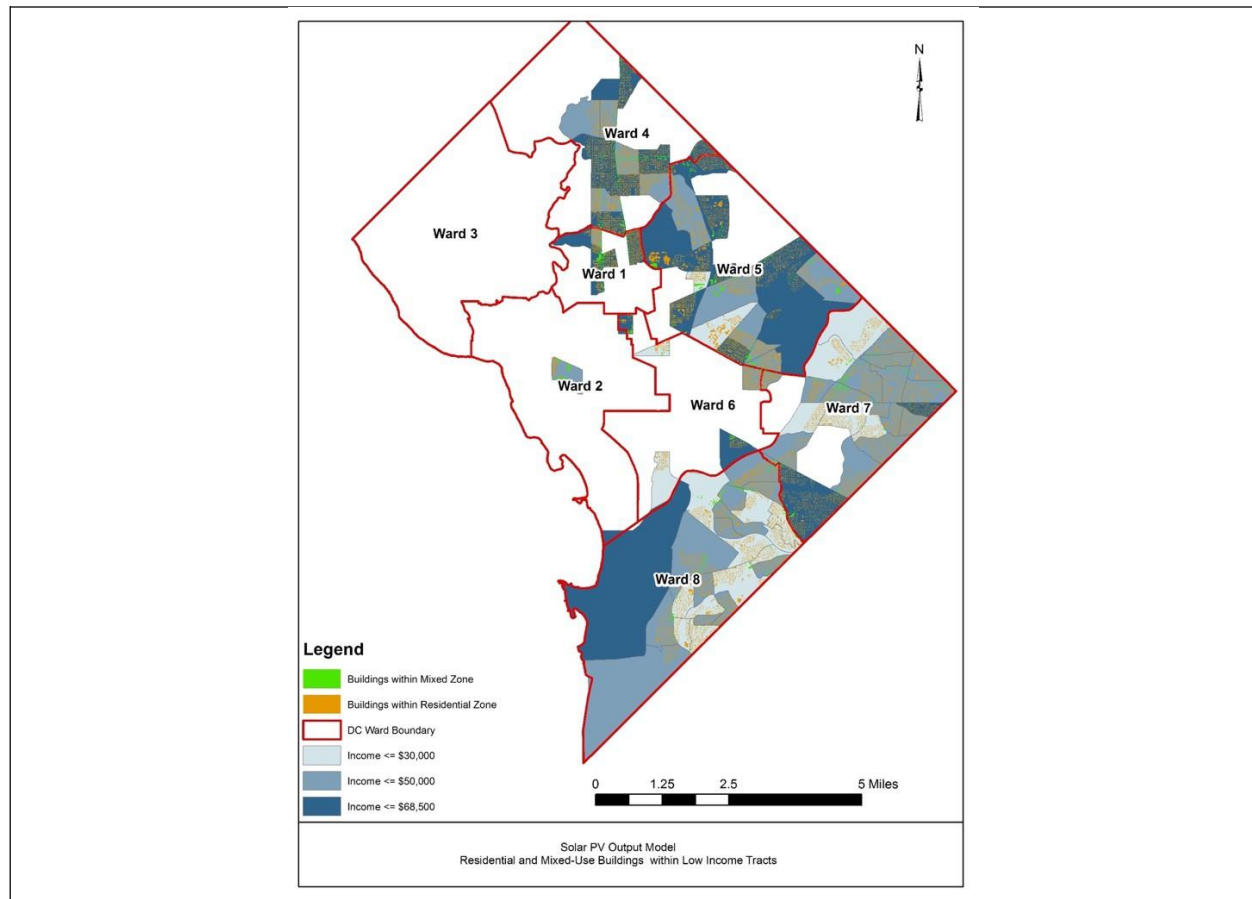 N
Ward 4
Ward 3
Ward 1
Ward 5
Ward 2
Ward 6
Ward 7
Ward 8
Legend
Buildings within Mixed Zone
Buildings within Residential Zone
DC Ward Boundary
Income <= $30,000
Income <= $50,000
Income <= $68,500
0 1.25 2.5 5 Miles
Solar PV Output Model
Residential and Mixed-Use Buildings within Low Income Tracts